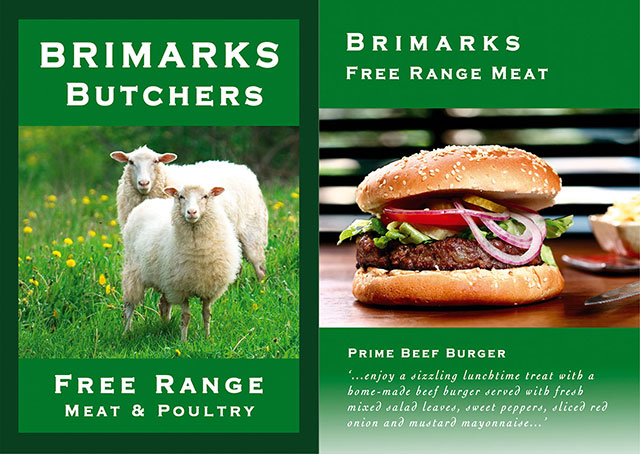 BRIMARKS
BUTCHERS
FREE RANGE
MEAT & POULTRY
BRIMARKS
FREE RANGE MEAT
PRIME BEEF BURGER
‘...enjoy a sizzling lunchtime treat with a
home-made beef burger served with fresh
mixed salad leaves, sweet peppers, sliced red
onion and mustard mayonnaise...’